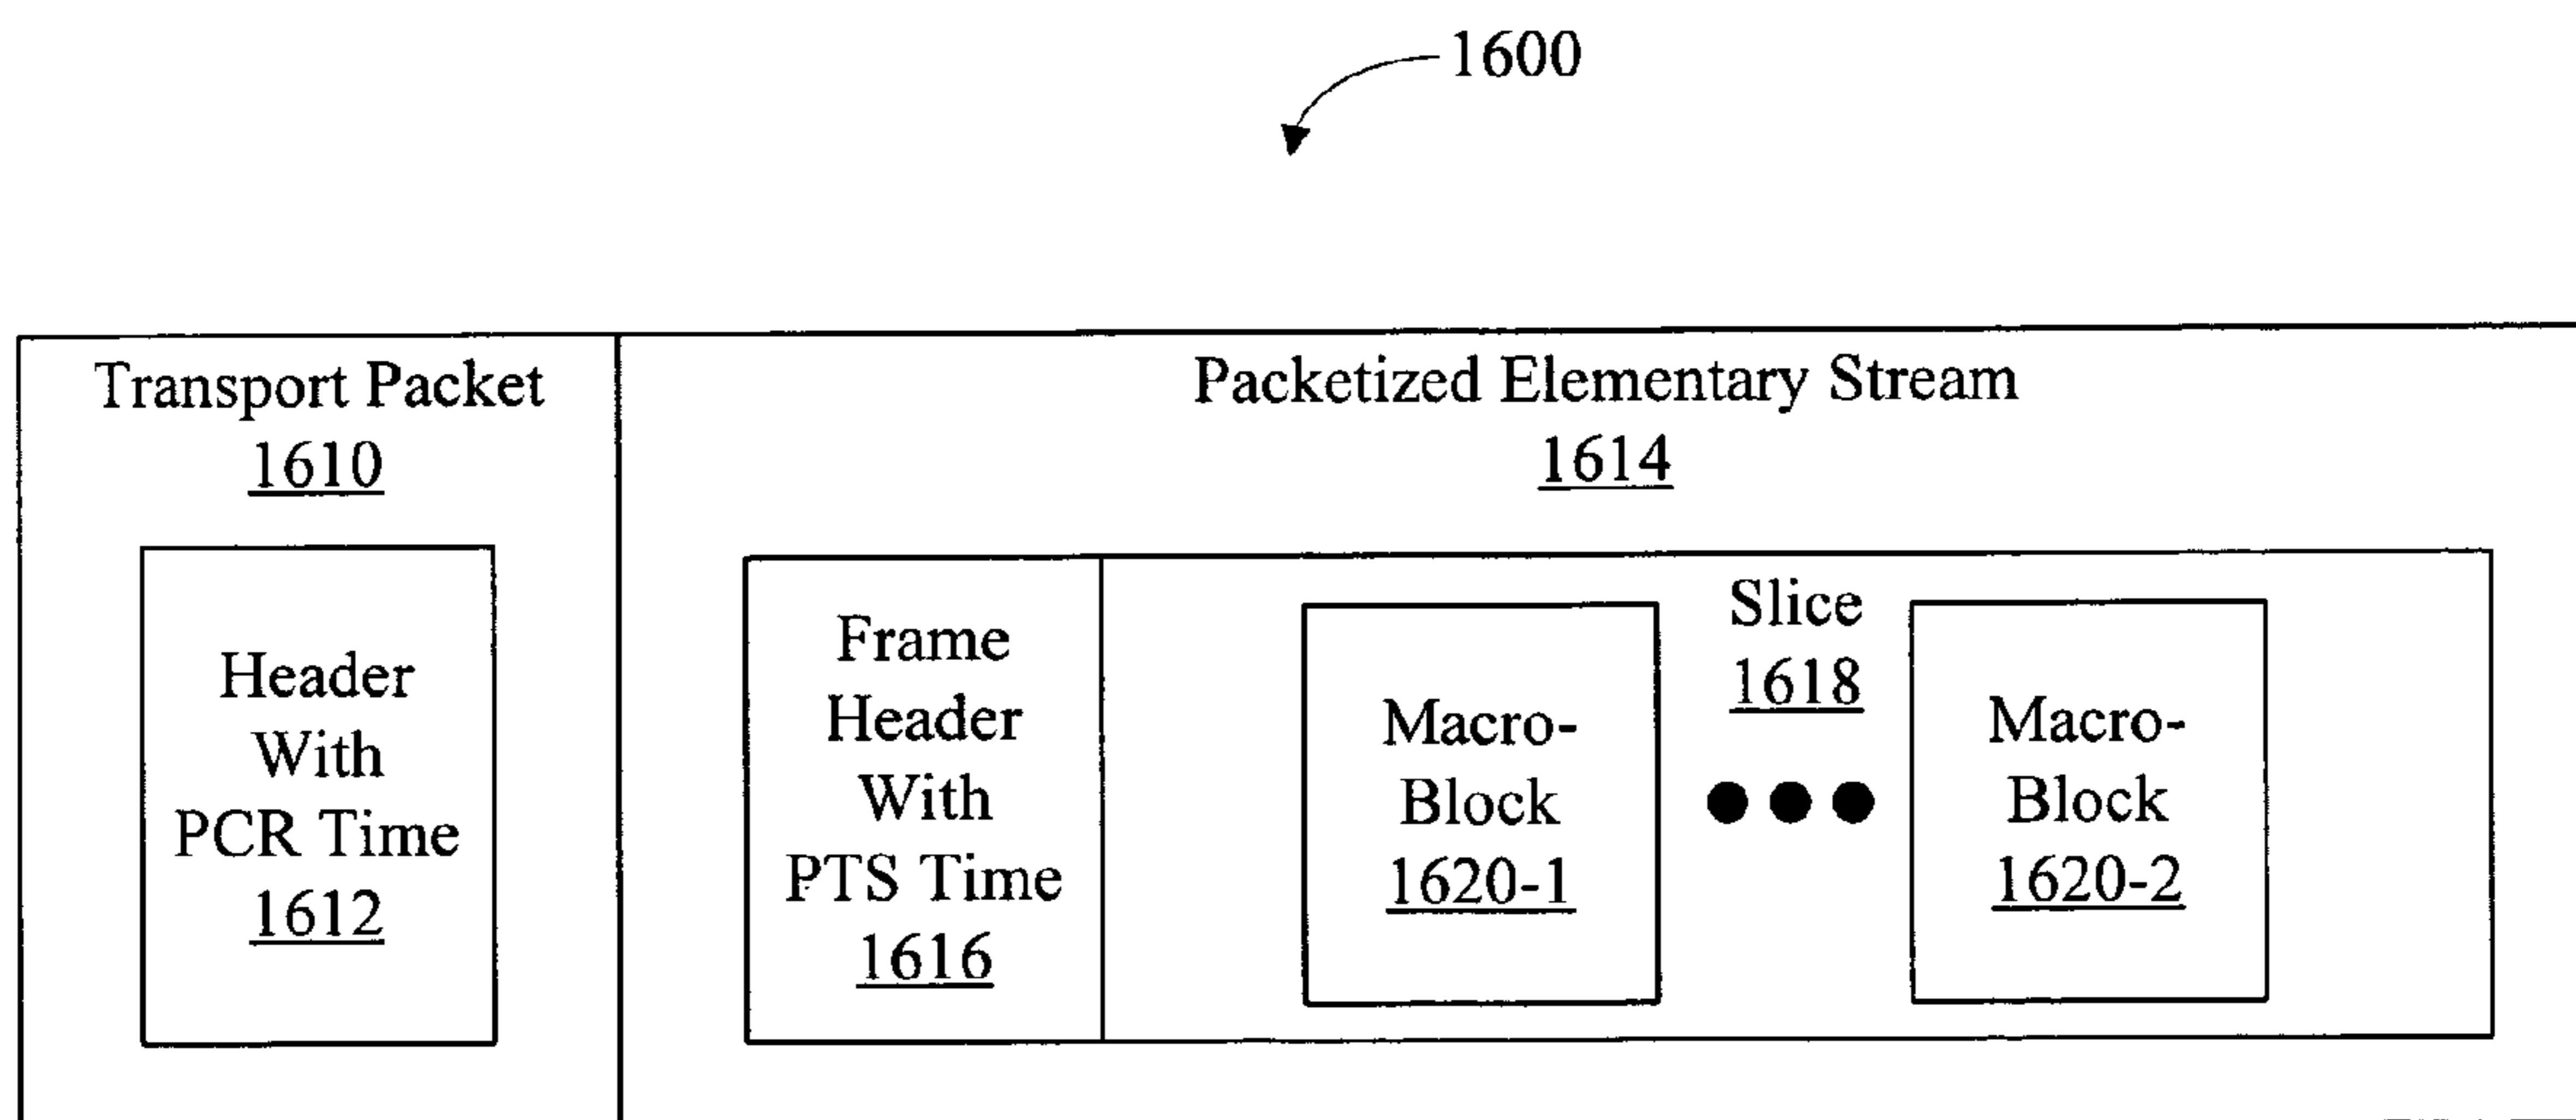 1600
Transport Packet
1610
Header
With
PCR Time
1612
Packetized Elementary Stream
1614
Frame
Header
With
PTS Time
1616
Slice
1618
Macro-
Block
1620-1
Macro-
Block
1620-2